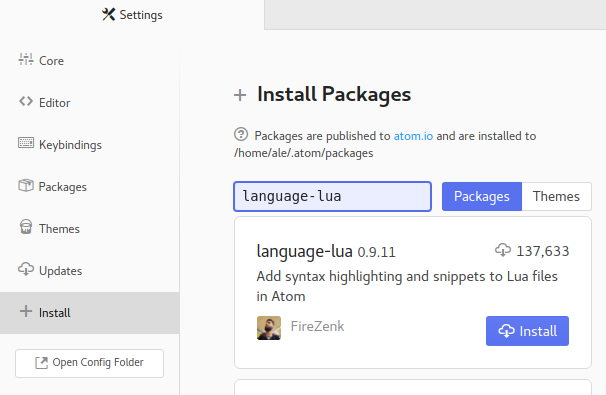 Settings
Core
Editor
Keybindings
Packages
Themes
Updates
Install
Open Config Folder
Install Packages
Packages are published to atom.io and are installed to
/home/ale/.atom/packages
language-lua
Packages
Themes
language-lua 0.9.11
137,633
Add syntax highlighting and snippets to Lua files
in Atom
FireZenk
Install